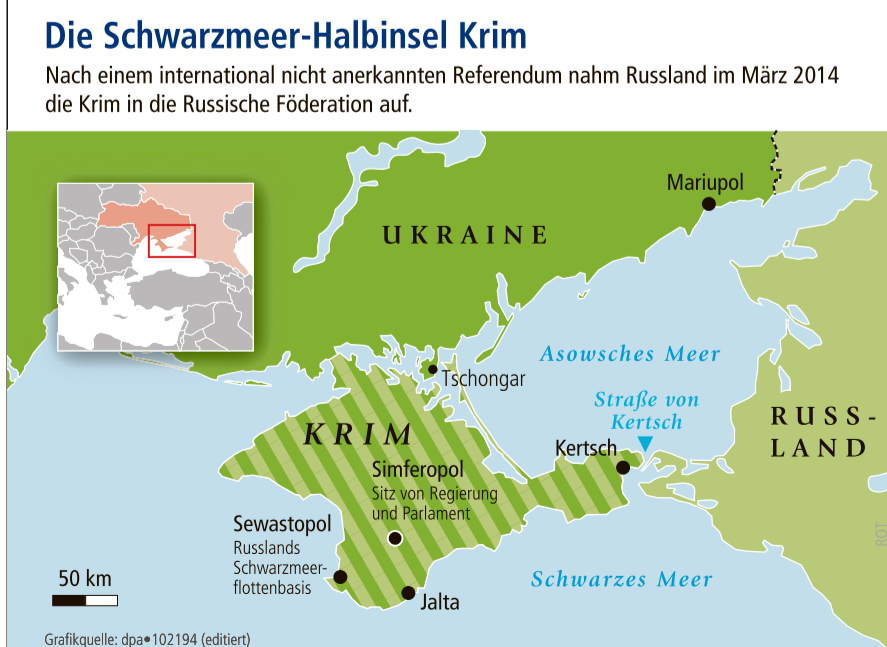 Die Schwarzmeer-Halbinsel Krim
Nach einem international nicht anerkannten Referendum nahm Russland im März 2014
die Krim in die Russische Föderation auf.
Mariupol
UKRAINE
Asowsches Meer
Tschongar
Straße von
Kertsch
RUSS-
LAND
KRIM
Kertsch
Simferopol
Sitz von Regierung
und Parlament
Sewastopol
Russlands
Schwarzmeer-
flottenbasis
50 km
Schwarzes Meer
Jalta
ROT
Grafikquelle: dpa•102194 (editiert)